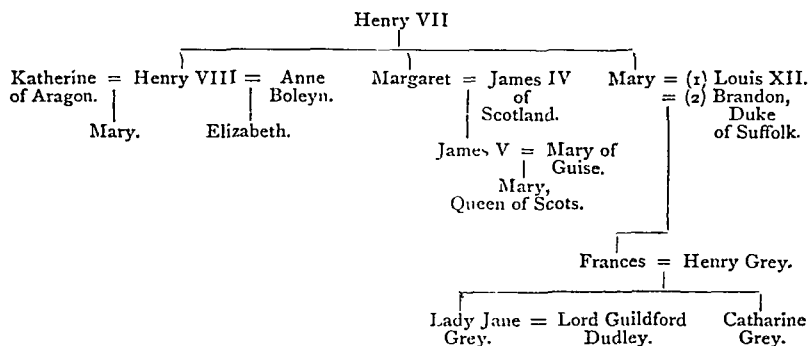 Henry VII
Katherine = Henry VIII = Anne Margaret = James IV Mary = (1) Louis XII.
of Aragon. Boleyn. of = (2) Brandon,
Scotland. Duke
Mary. Elizabeth. of Suffolk.
James V = Mary of
Guise.
Mary,
Queen of Scots.
Frances = Henry Grey.
Lady Jane = Lord Guildford Catharine
Grey. Dudley. Grey.